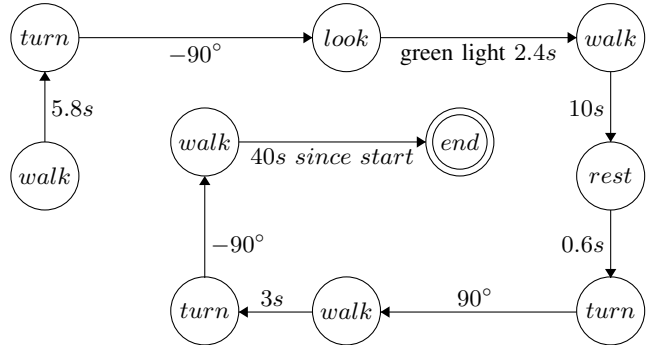 turn
−90°
look
green light 2.4s
walk
5.8s
10s
walk
40s since start
end
walk
rest
−90°
0.6s
turn
3s
walk
90°
turn